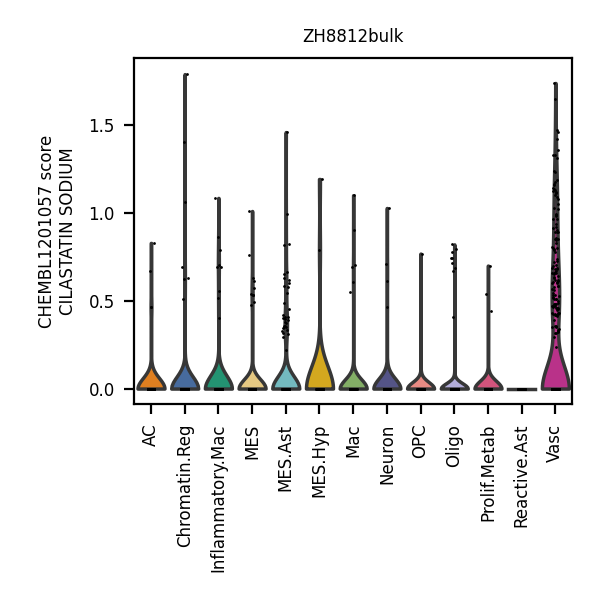 ZH8812bulk
CHEMBL1201057 score
CILASTATIN SODIUM
1.5
1.0
0.5
0.0
AC
Chromatin.Reg
Inflammatory.Mac
MES
MES.Ast
MES.Hyp
Mac
Neuron
OPC
Oligo
Prolif.Metab
Reactive.Ast
Vasc